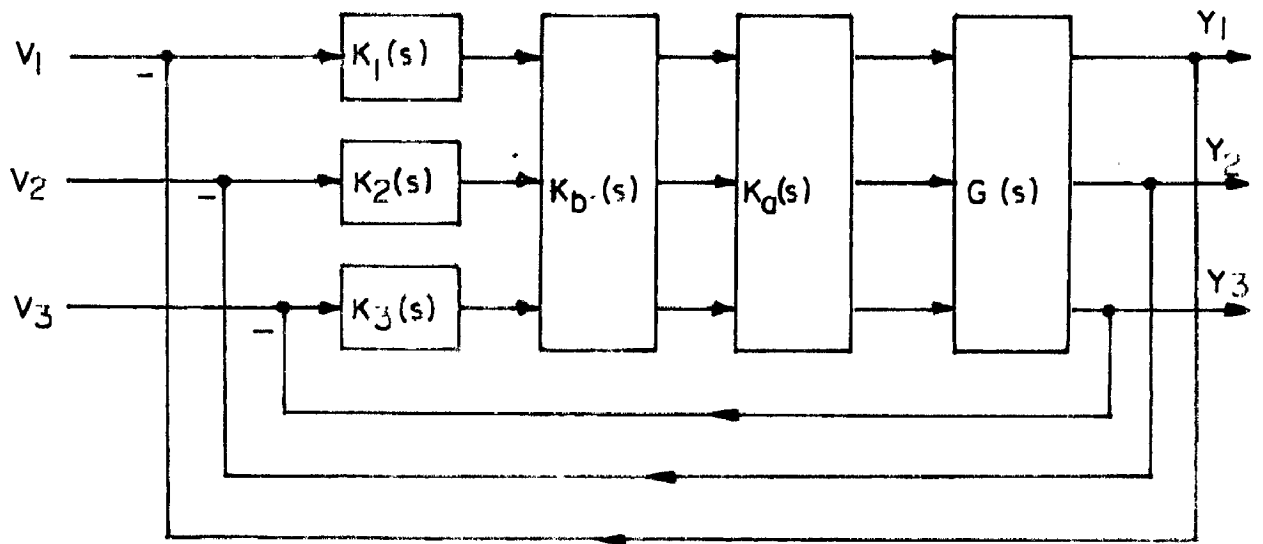 V1
K1(s)
Y1
-
V2
K2(s)
Kb(s)
Ka(s)
G(s)
Y2
-
V3
K3(s)
Y3
-